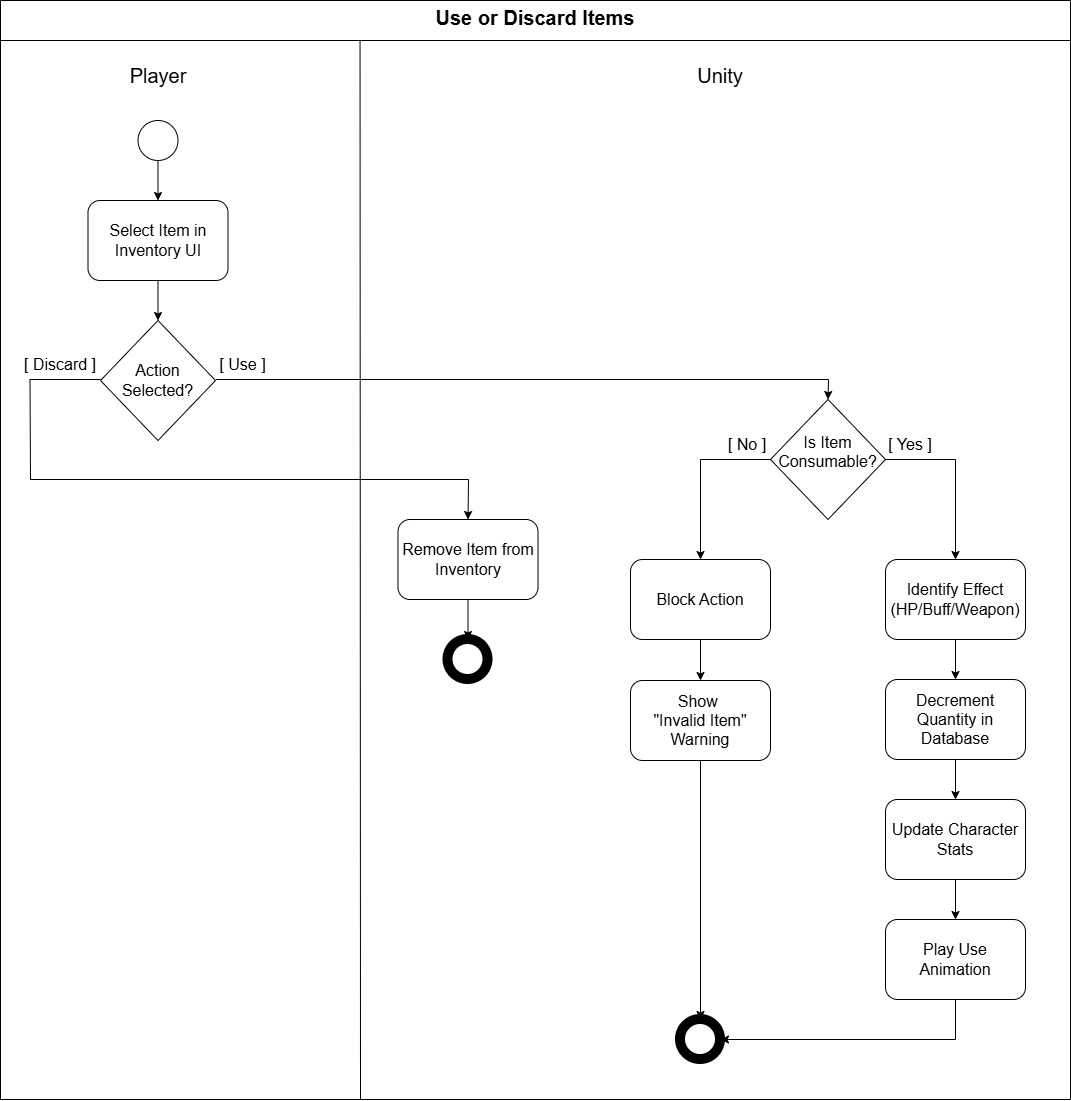 Use or Discard Items
Player
Unity
Select Item in
Inventory UI
[ Discard ]
Action
Selected?
[ Use ]
[ No ]
Is Item
Consumable?
[ Yes ]
Remove Item from
Inventory
Block Action
Identify Effect
(HP/Buff/Weapon)
Show
"Invalid Item"
Warning
Decrement
Quantity in
Database
Update Character
Stats
Play Use
Animation